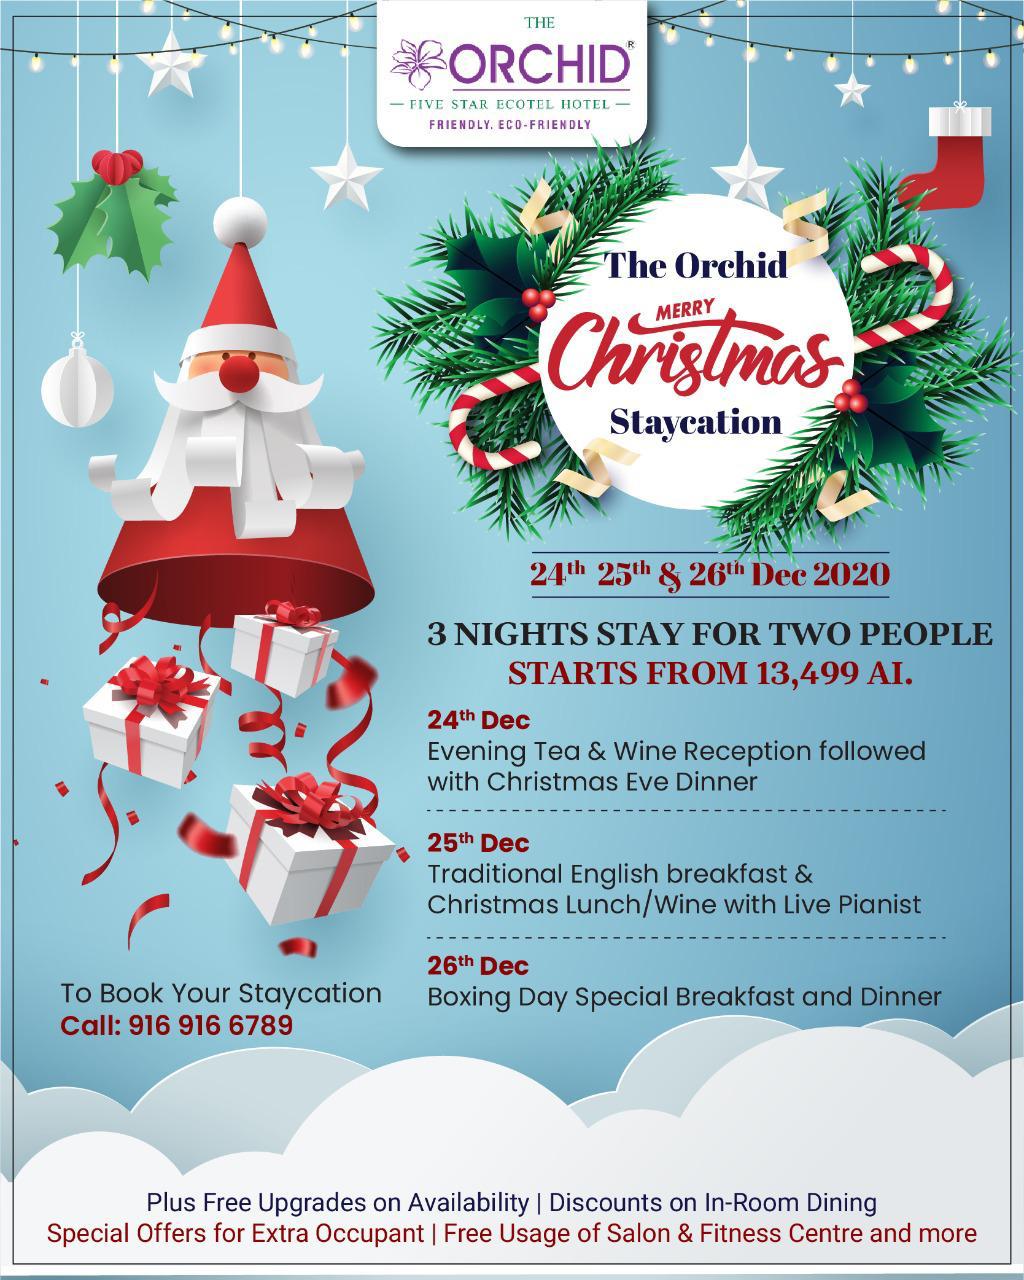 THE
ORCHID®
FIVE STAR ECOTEL HOTEL
FRIENDLY, ECO-FRIENDLY
The Orchid
MERRY
Christmas
Staycation
24th 25th & 26th Dec 2020
3 NIGHTS STAY FOR TWO PEOPLE
STARTS FROM 13,499 AI.
24th Dec
Evening Tea & Wine Reception followed
with Christmas Eve Dinner
25th Dec
Traditional English breakfast &
Christmas Lunch/Wine with Live Pianist
26th Dec
Boxing Day Special Breakfast and Dinner
To Book Your Staycation
Call: 916 916 6789
Plus Free Upgrades on Availability | Discounts on In-Room Dining
Special Offers for Extra Occupant | Free Usage of Salon & Fitness Centre and more